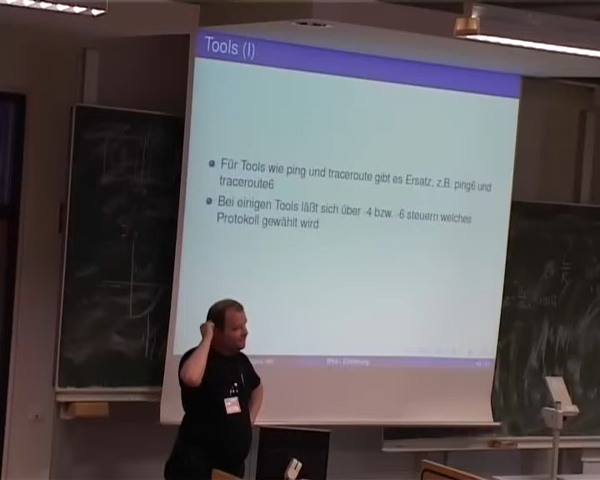 Tools (I)
Für Tools wie ping und traceroute gibt es Ersatz, z.B. ping6 und
traceroute6
Bei einigen Tools läßt sich über -4 bzw. -6 steuern welches
Protokoll gewählt wird